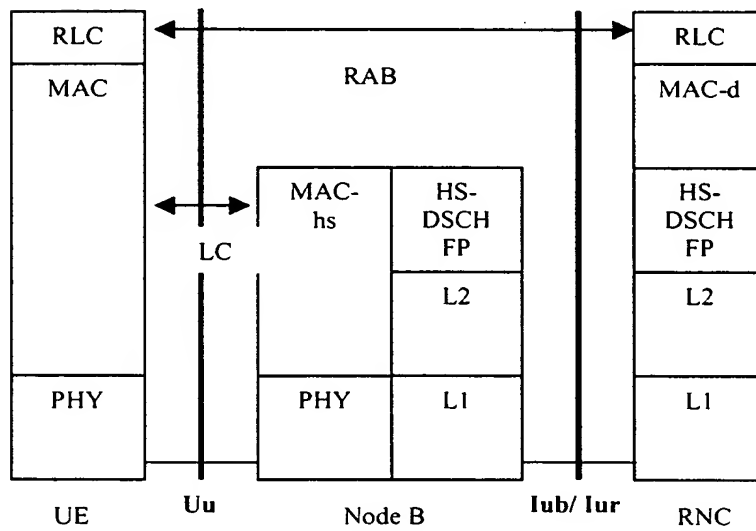 RLC
RLC
RAB
MAC
MAC-d
MAC-
hs
HS-
DSCH
FP
HS-
DSCH
FP
LC
L2
L2
PHY
PHY
L1
L1
UE
Uu
Node B
Iub/ Iur
RNC